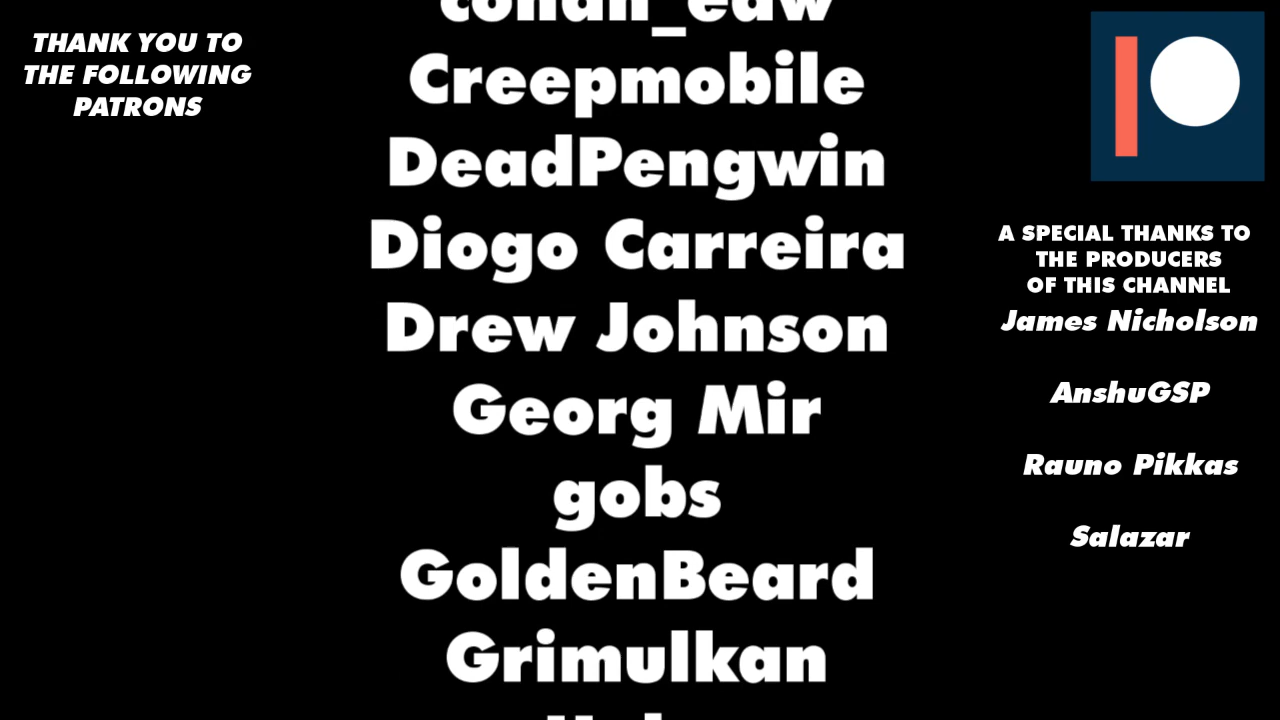 THANK YOU TO
THE FOLLOWING
PATRONS
conan_edw
Creepmobile
DeadPengwin
Diogo Carreira
Drew Johnson
Georg Mir
gobs
GoldenBeard
Grimulkan
A SPECIAL THANKS TO
THE PRODUCERS
OF THIS CHANNEL
James Nicholson
AnshuGSP
Rauno Pikkas
Salazar